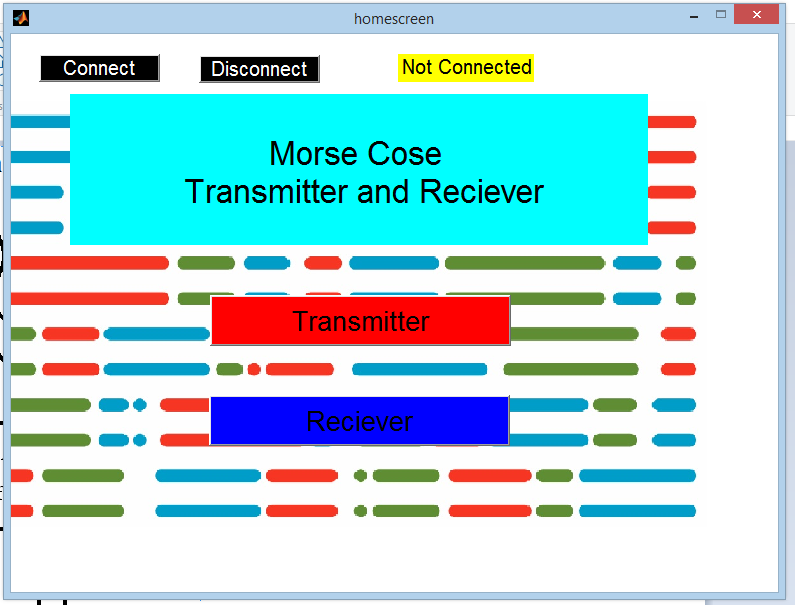 homescreen
Connect
Disconnect
Not Connected
Morse Cose
Transmitter and Reciever
Transmitter
Reciever